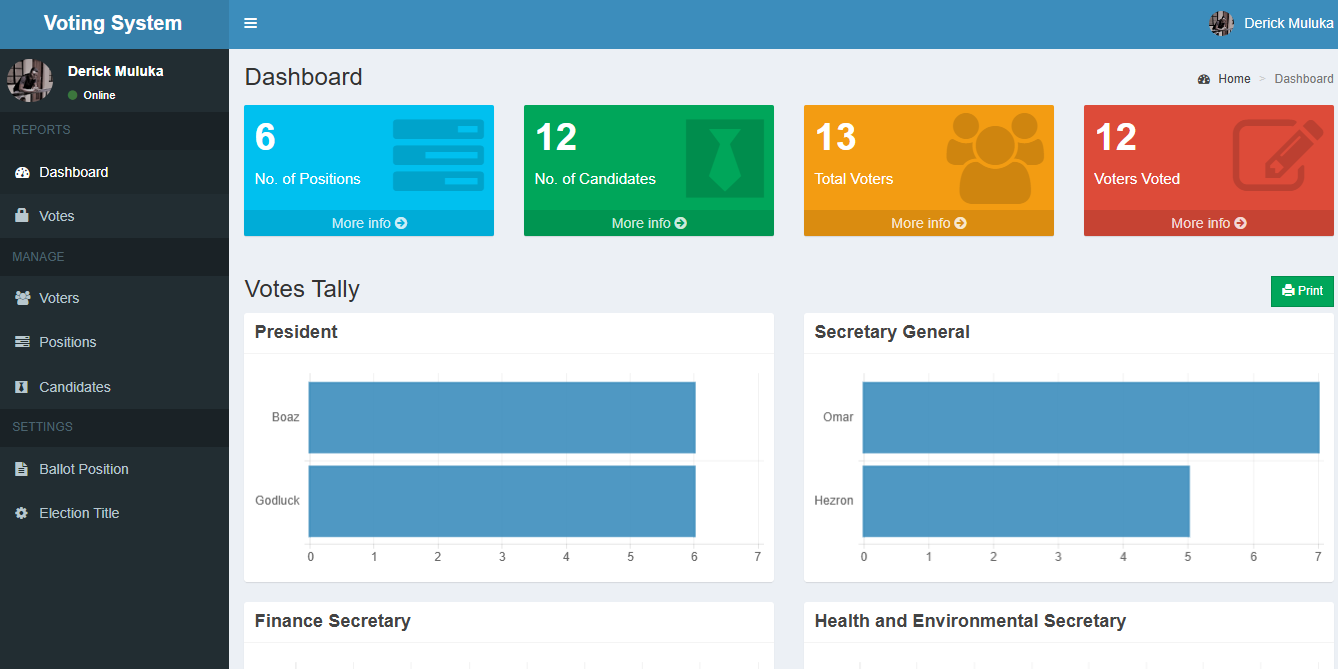 Voting System
Derick Muluka
Derick Muluka
Online
REPORTS
Dashboard
Votes
MANAGE
Voters
Positions
Candidates
SETTINGS
Ballot Position
Election Title
Dashboard
Home > Dashboard
6
No. of Positions
More info
12
No. of Candidates
More info
13
Total Voters
More info
12
Voters Voted
More info
Votes Tally
Print
President
Boaz
Godluck
0 1 2 3 4 5 6 7
Secretary General
Omar
Hezron
0 1 2 3 4 5 6 7
Finance Secretary
Health and Environmental Secretary